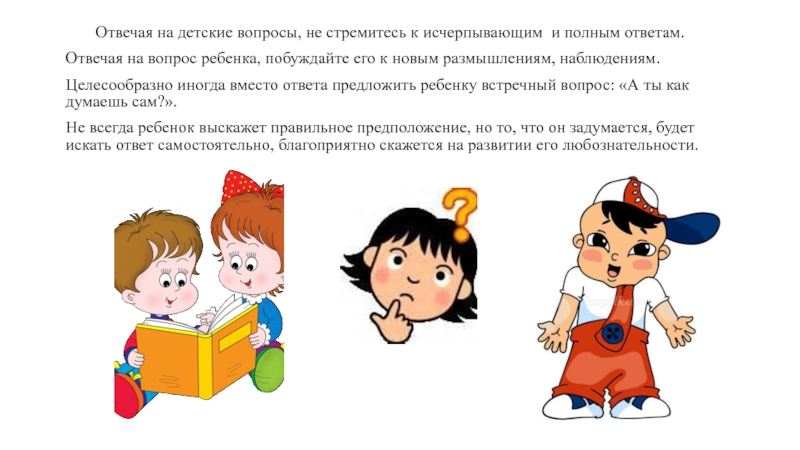 Отвечая на детские вопросы, не стремитесь к исчерпывающим и полным ответам.
Отвечая на вопрос ребенка, побуждайте его к новым размышлениям, наблюдениям.
Целесообразно иногда вместо ответа предложить ребенку встречный вопрос: «А ты как
думаешь сам?».
Не всегда ребенок выскажет правильное предположение, но то, что он задумается, будет
искать ответ самостоятельно, благоприятно скажется на развитии его любознательности.
?